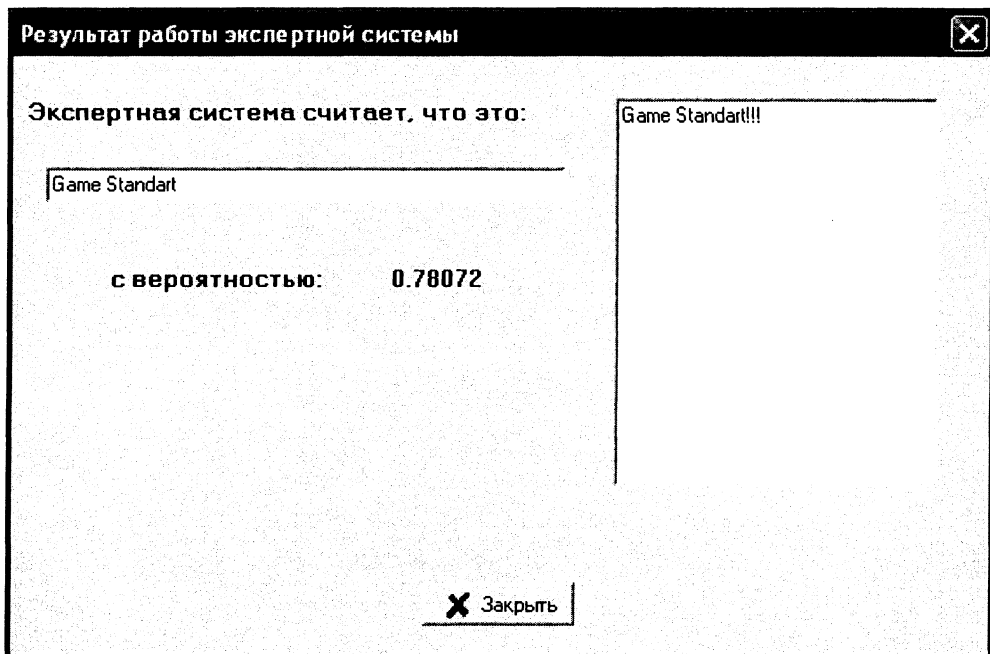 Результат работы экспертной системы
Экспертная система считает, что это:
Game Standart
с вероятностью: 0.78072
Game Standart!!!
Закрыть